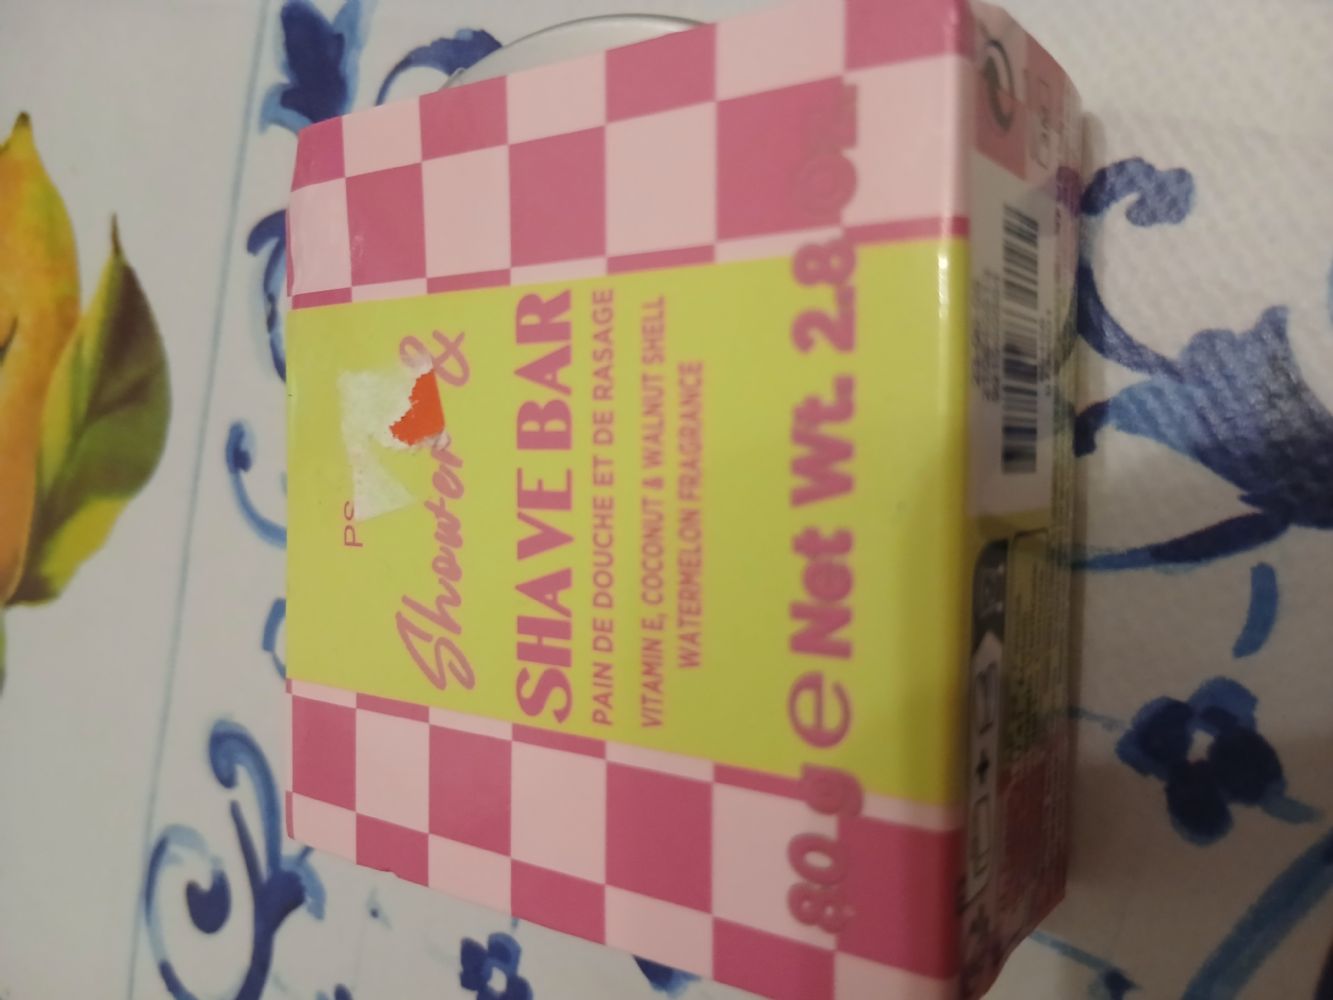 PS
Shower &
SHAVE BAR
PAIN DE DOUCHE ET DE RASAGE
VITAMIN E, COCONUT & WALNUT SHELL
WATERMELON FRAGRANCE
80 g e Net Wt. 2.8 Oz.